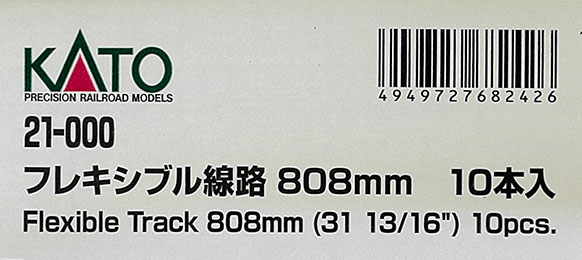 KATO
PRECISION RAILROAD MODELS
4949727682426
21-000
フレキシブル線路 808mm 10本入
Flexible Track 808mm (31 13/16") 10pcs.